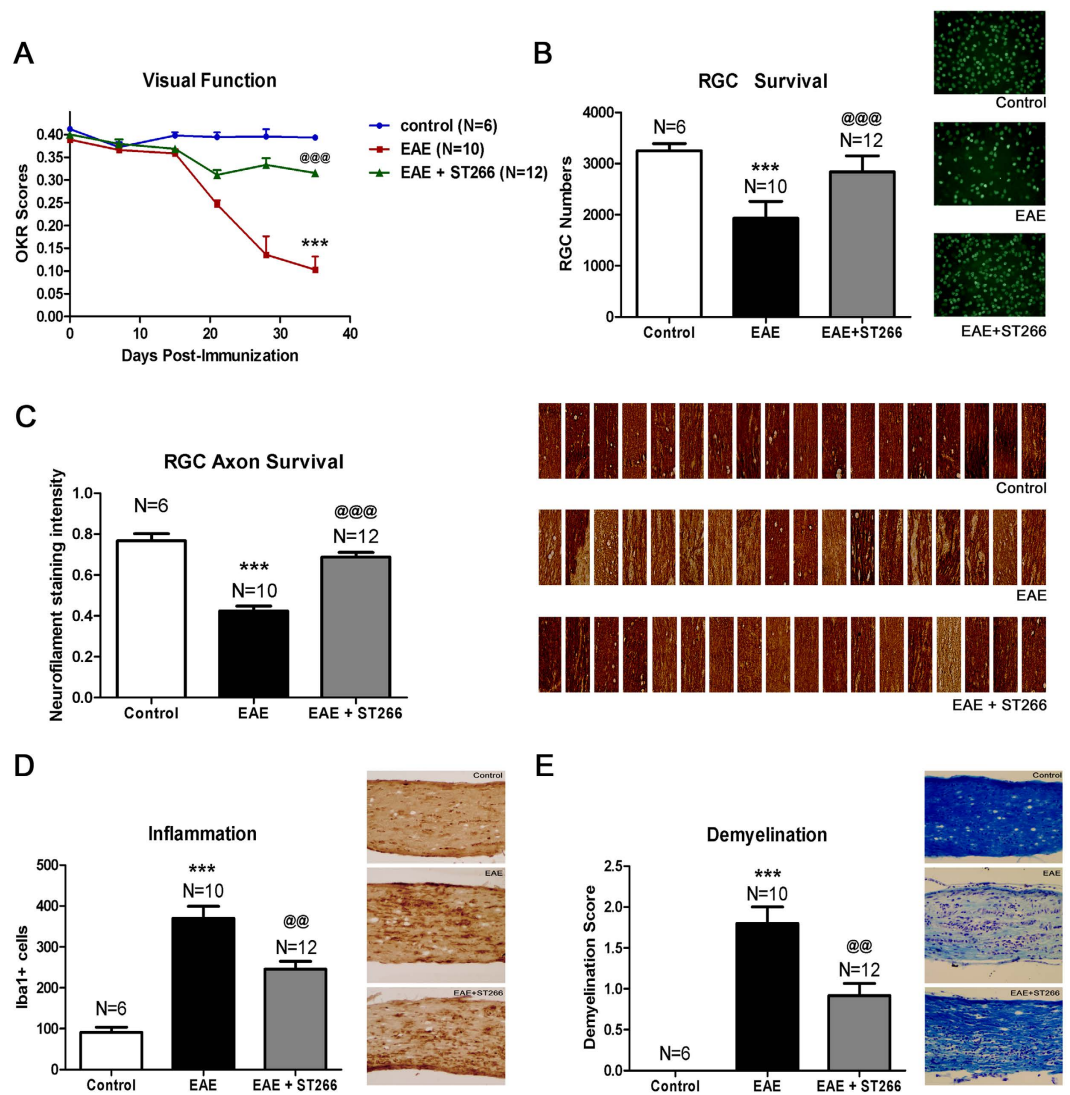 A
Visual Function
OKR Scores
0.40
0.35
0.30
0.25
0.20
0.15
0.10
0.05
0.00
0
10
20
30
40
Days Post-Immunization
@@@
***
control (N=6)
EAE (N=10)
EAE + ST266 (N=12)
B
RGC Survival
RGC Numbers
4000
3000
2000
1000
0
N=6
***
N=10
@@@
N=12
Control
EAE
EAE+ST266
Control
EAE
EAE+ST266
C
RGC Axon Survival
Neurofilament staining intensity
1.0
0.8
0.6
0.4
0.2
0.0
N=6
***
N=10
@@@
N=12
Control
EAE
EAE + ST266
Control
EAE
EAE + ST266
D
Inflammation
Iba1+ cells
500
400
300
200
100
0
N=6
***
N=10
@@
N=12
Control
EAE
EAE + ST266
Control
EAE
EAE+ST266
E
Demyelination
Demyelination Score
2.5
2.0
1.5
1.0
0.5
0.0
N=6
***
N=10
@@
N=12
Control
EAE
EAE + ST266
Control
EAE
EAE+ST266